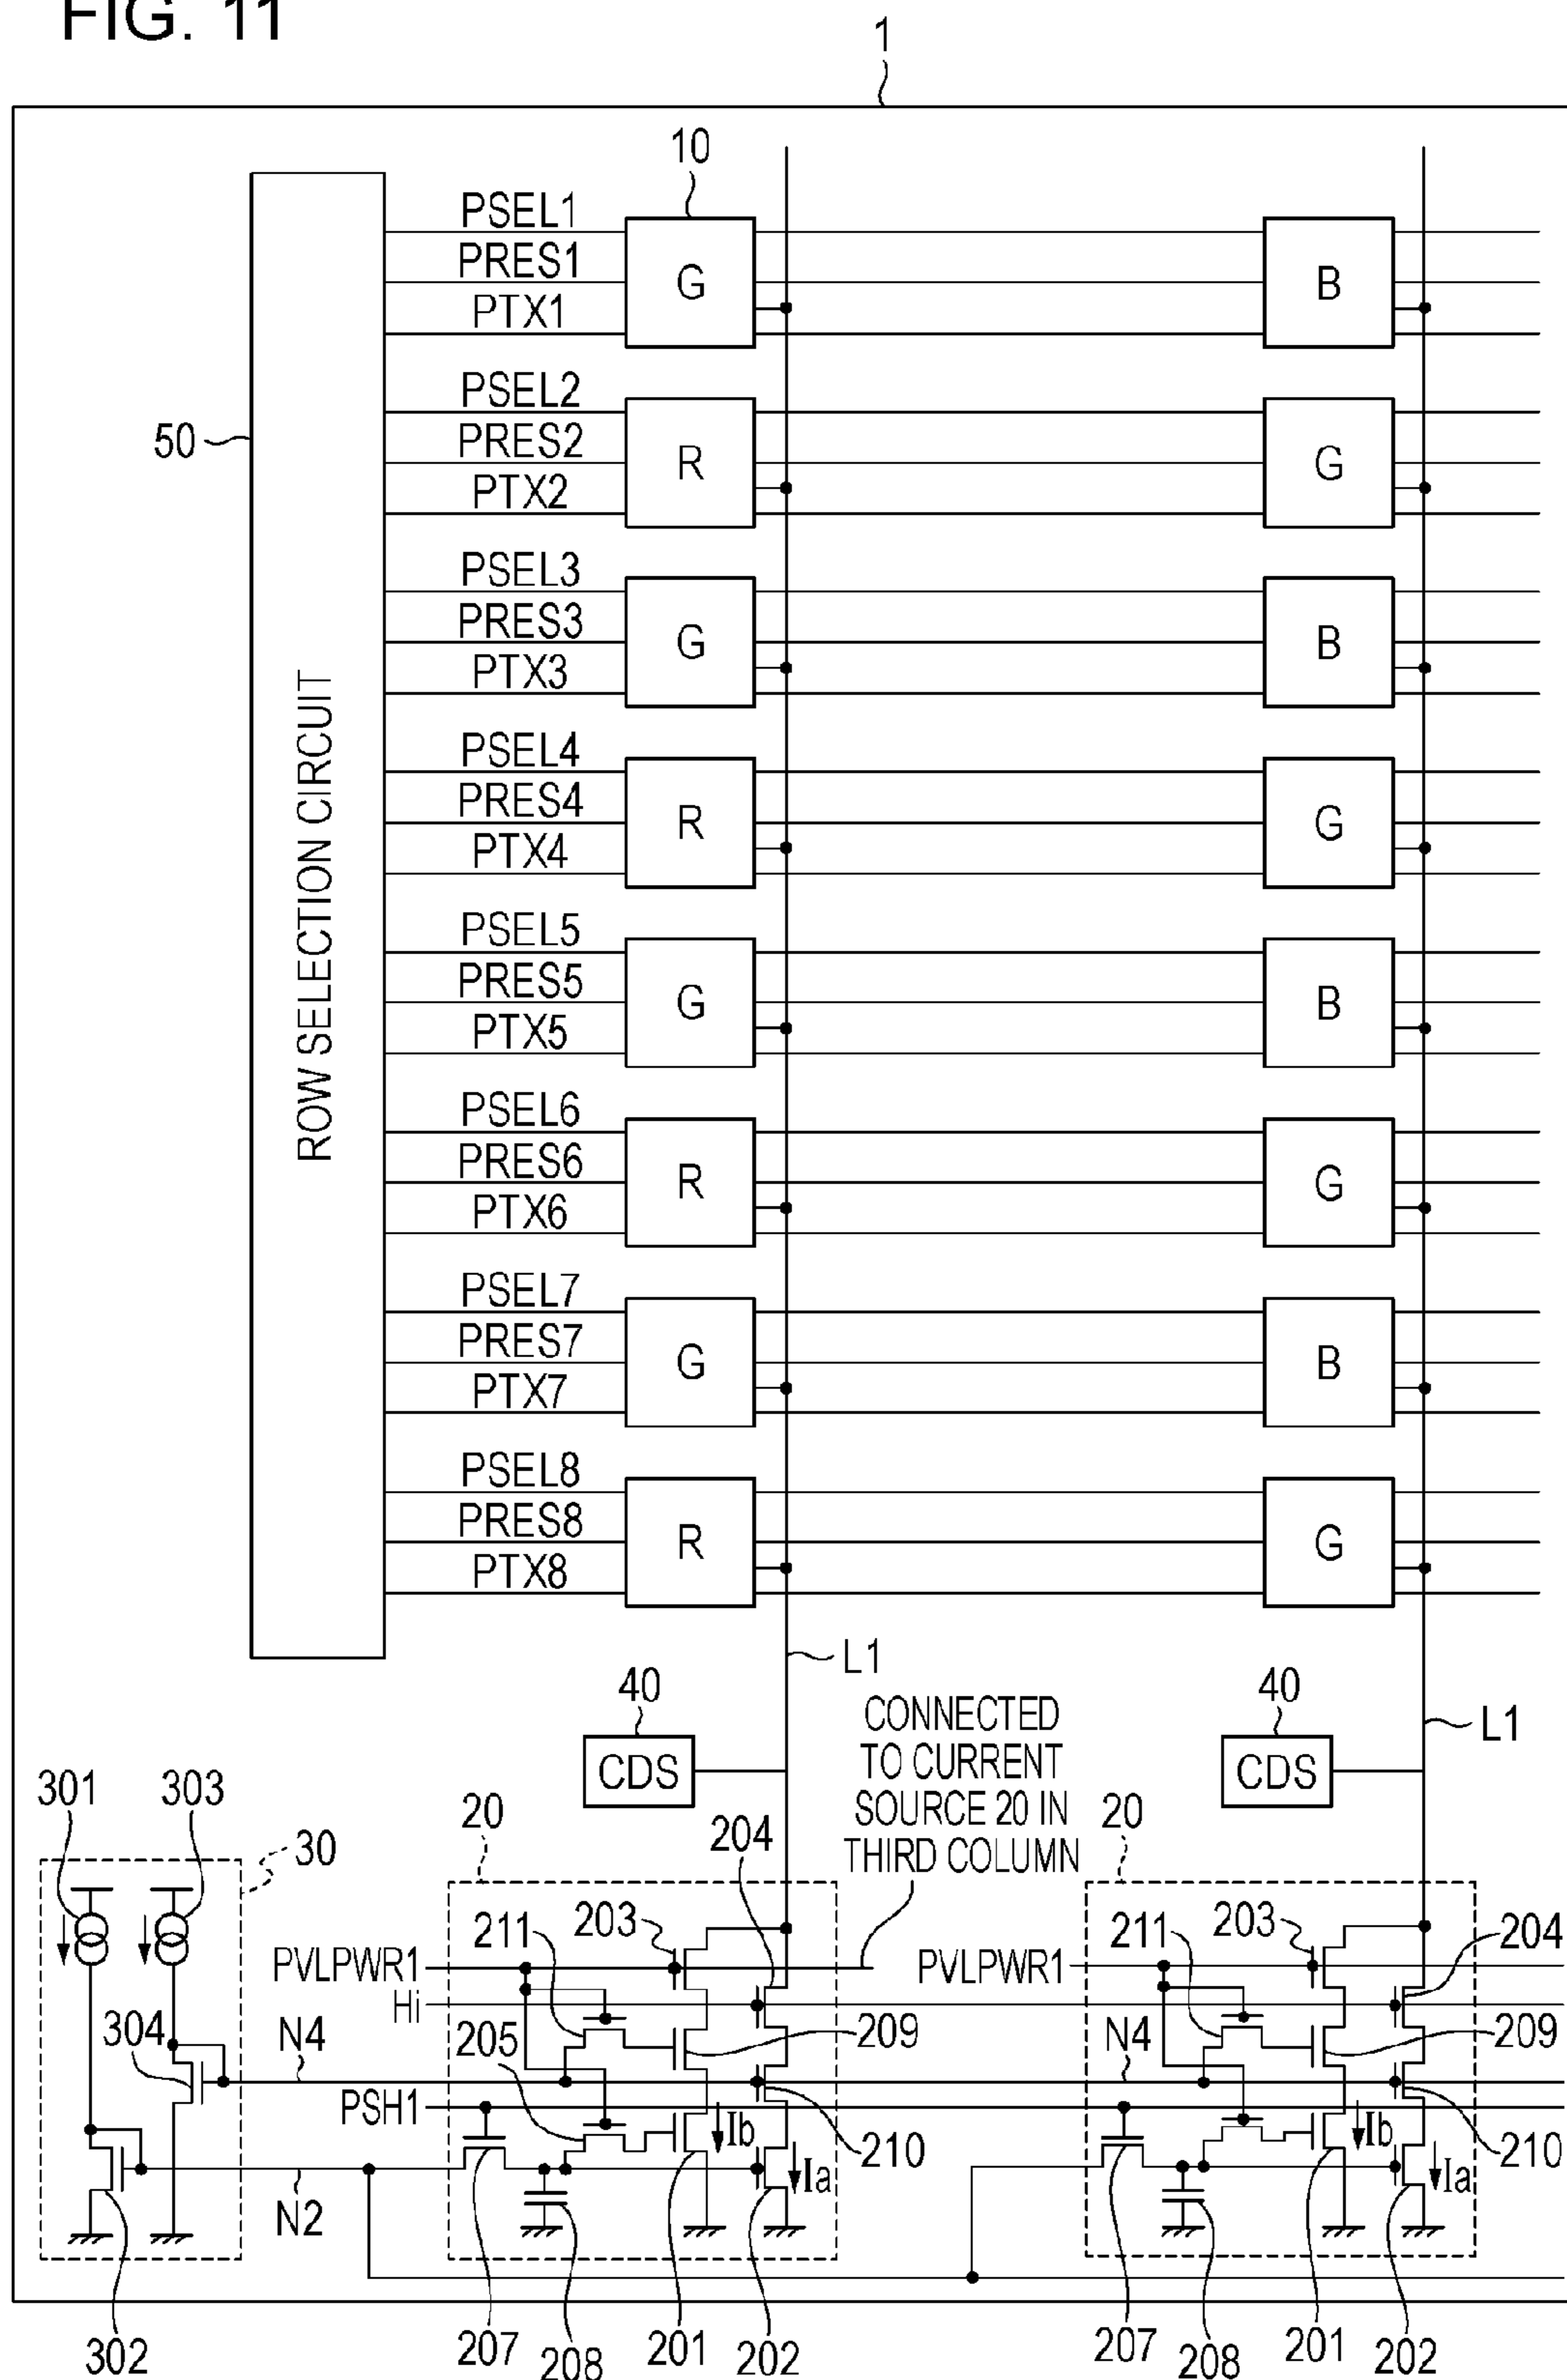 FIG. 11
1
10
PSEL1
PRES1
PTX1
G
B
PSEL2
PRES2
PTX2
R
G
50
PSEL3
PRES3
PTX3
G
B
ROW SELECTION CIRCUIT
PSEL4
PRES4
PTX4
R
G
PSEL5
PRES5
PTX5
G
B
PSEL6
PRES6
PTX6
R
G
PSEL7
PRES7
PTX7
G
B
PSEL8
PRES8
PTX8
R
G
L1
L1
40
CDS
CONNECTED
TO CURRENT
SOURCE 20 IN
THIRD COLUMN
40
CDS
301
303
30
20
204
20
211
203
211
203
204
PVLPWR1
PVLPWR1
Hi
304
N4
205
209
N4
209
PSH1
Ib
Ib
210
210
Ia
Ia
N2
302
207
208
201
202
207
208
201
202